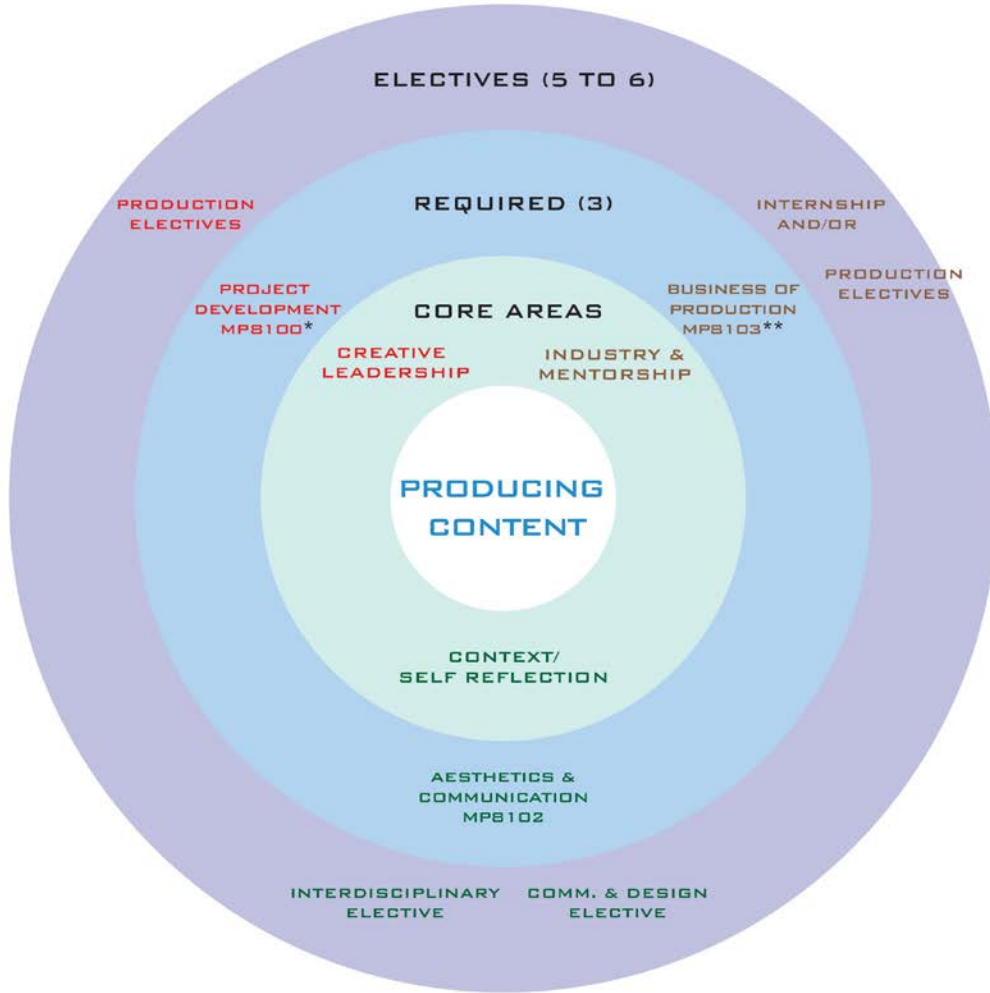 ELECTIVES (5 TO 6)
PRODUCTION
ELECTIVES
REQUIRED (3)
INTERNSHIP
AND/OR
PRODUCTION
ELECTIVES
PROJECT
DEVELOPMENT
MP8100*
BUSINESS OF
PRODUCTION
MP8103**
CORE AREAS
CREATIVE
LEADERSHIP
INDUSTRY &
MENTORSHIP
PRODUCING
CONTENT
CONTEXT/
SELF REFLECTION
AESTHETICS &
COMMUNICATION
MP8102
INTERDISCIPLINARY
ELECTIVE
COMM. & DESIGN
ELECTIVE